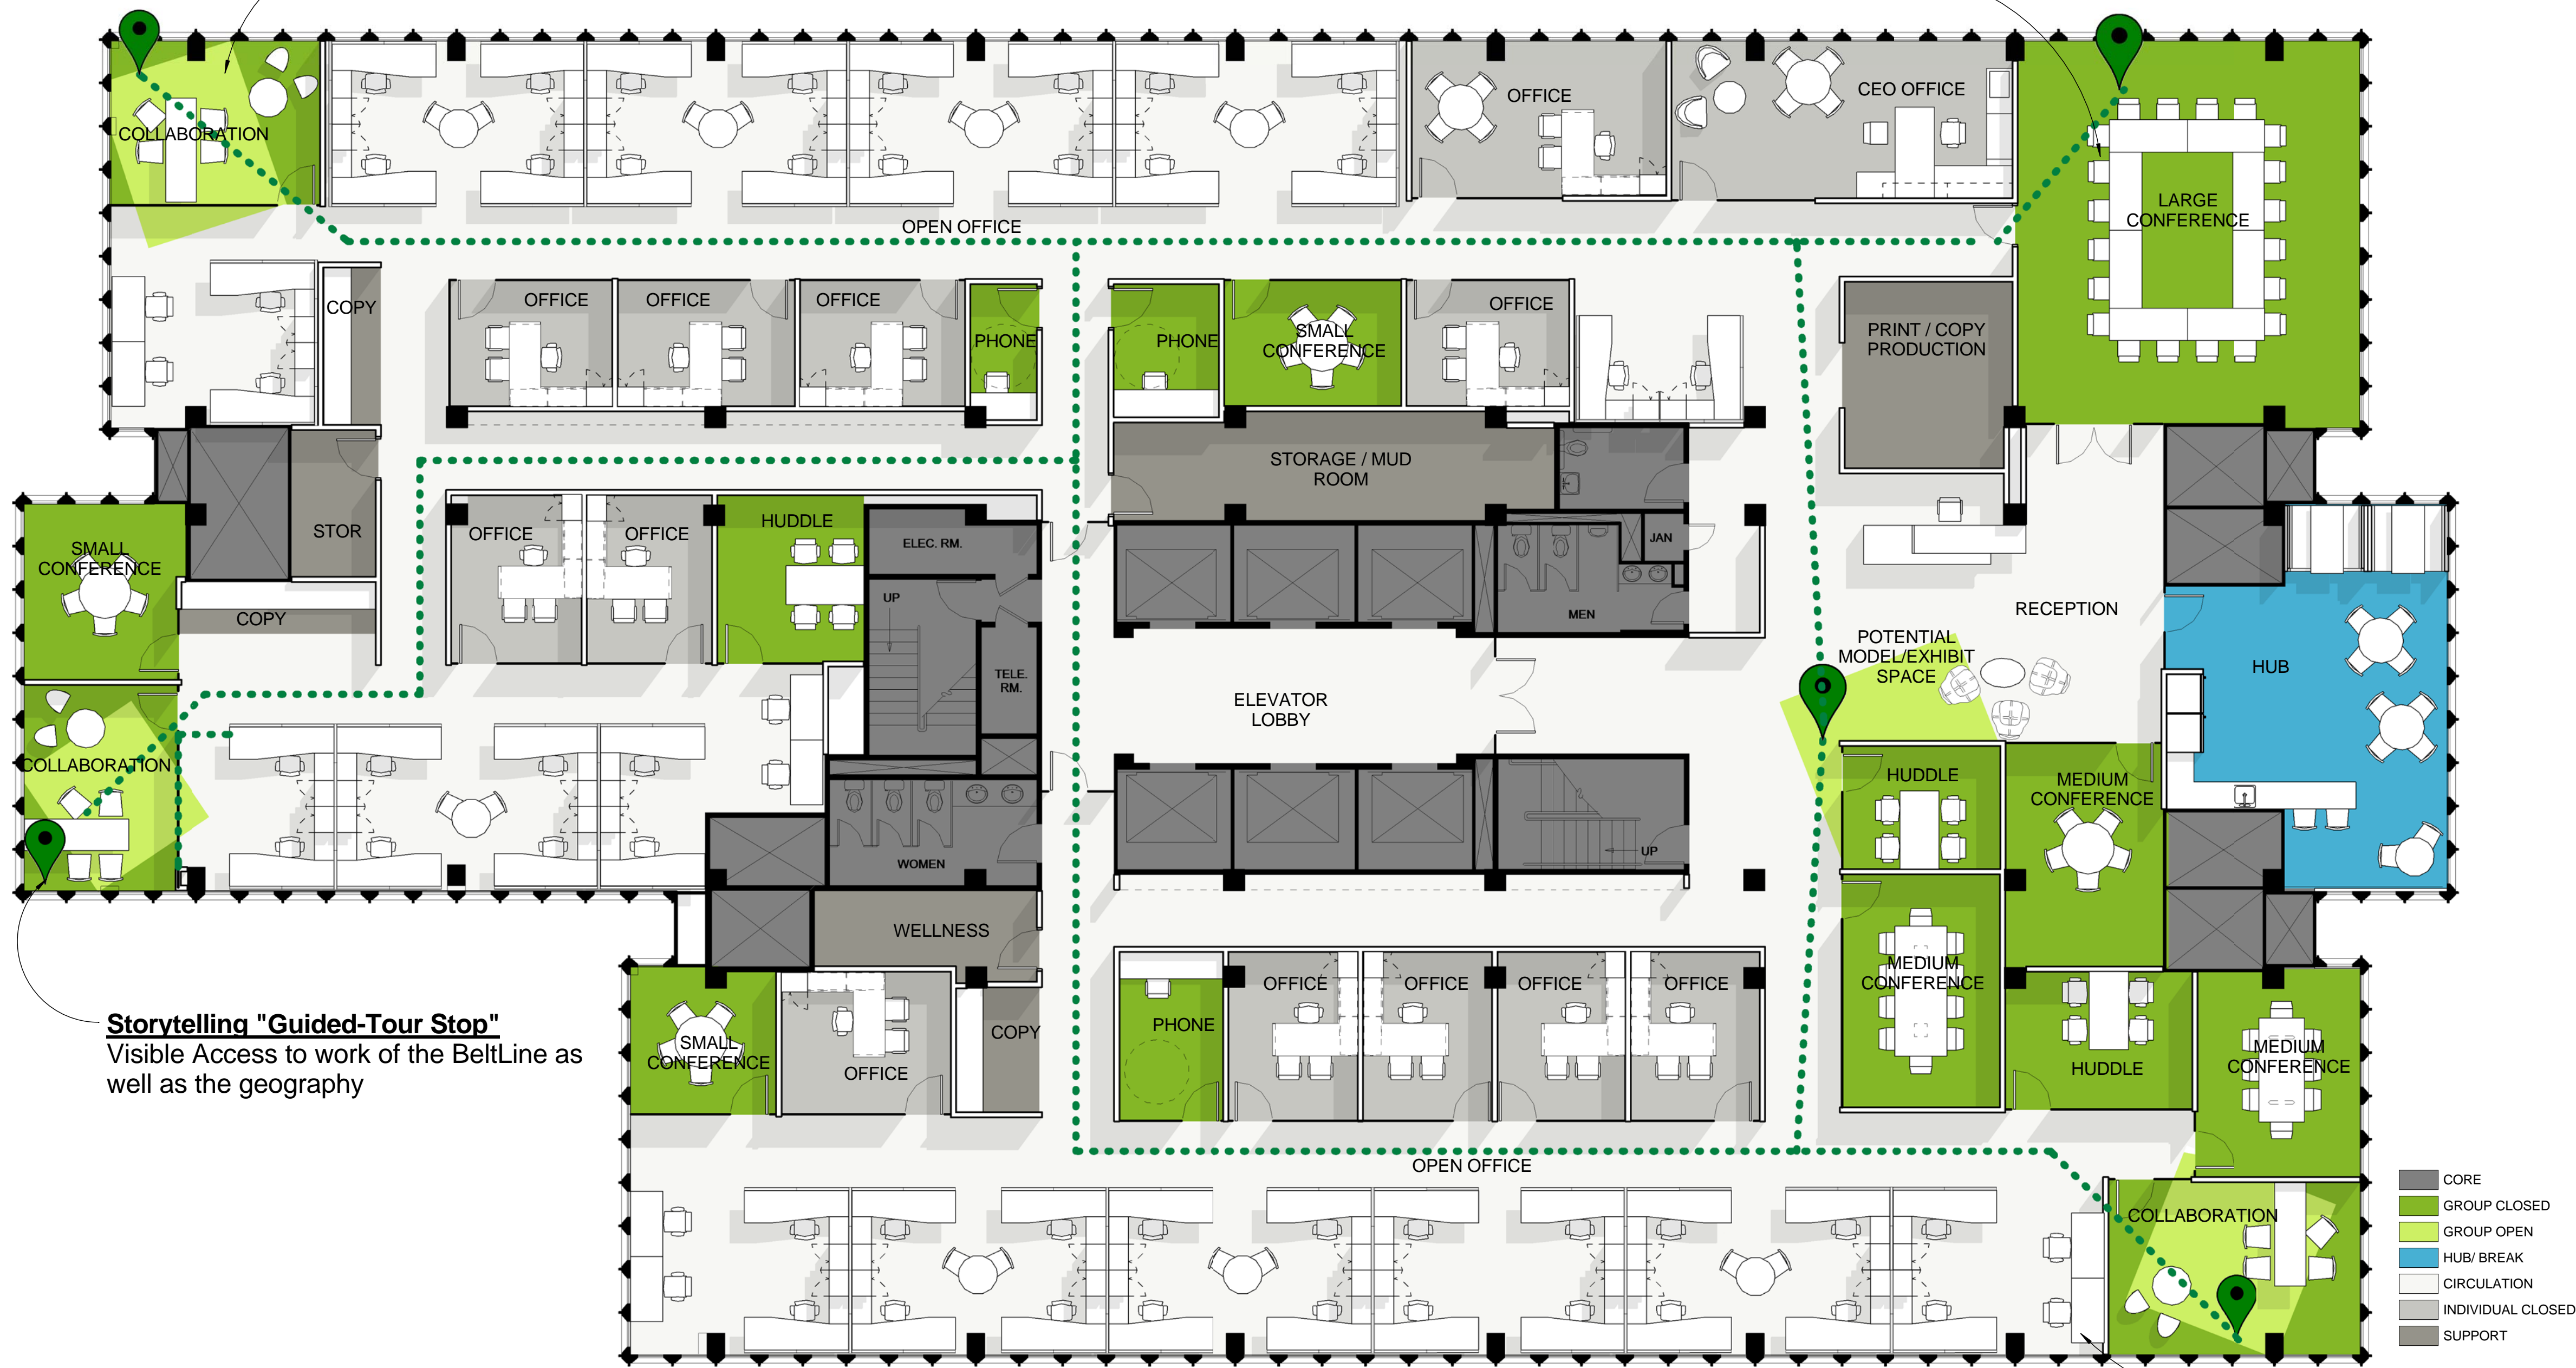 COLLABORATION
OPEN OFFICE
OFFICE
CEO OFFICE
LARGE
CONFERENCE
COPY
OFFICE
OFFICE
OFFICE
PHONE
PHONE
SMALL
CONFERENCE
OFFICE
PRINT / COPY
PRODUCTION
STORAGE / MUD
ROOM
STOR
SMALL
CONFERENCE
COPY
OFFICE
OFFICE
HUDDLE
ELEC. RM.
UP
TELE.
RM.
JAN
MEN
ELEVATOR
LOBBY
RECEPTION
POTENTIAL
MODEL/EXHIBIT
SPACE
HUB
COLLABORATION
WOMEN
UP
HUDDLE
MEDIUM
CONFERENCE
WELLNESS
SMALL
CONFERENCE
OFFICE
COPY
PHONE
OFFICE
OFFICE
OFFICE
OFFICE
MEDIUM
CONFERENCE
HUDDLE
MEDIUM
CONFERENCE
Storytelling "Guided-Tour Stop"
Visible Access to work of the BeltLine as
well as the geography
OPEN OFFICE
COLLABORATION
CORE
GROUP CLOSED
GROUP OPEN
HUB/ BREAK
CIRCULATION
INDIVIDUAL CLOSED
SUPPORT